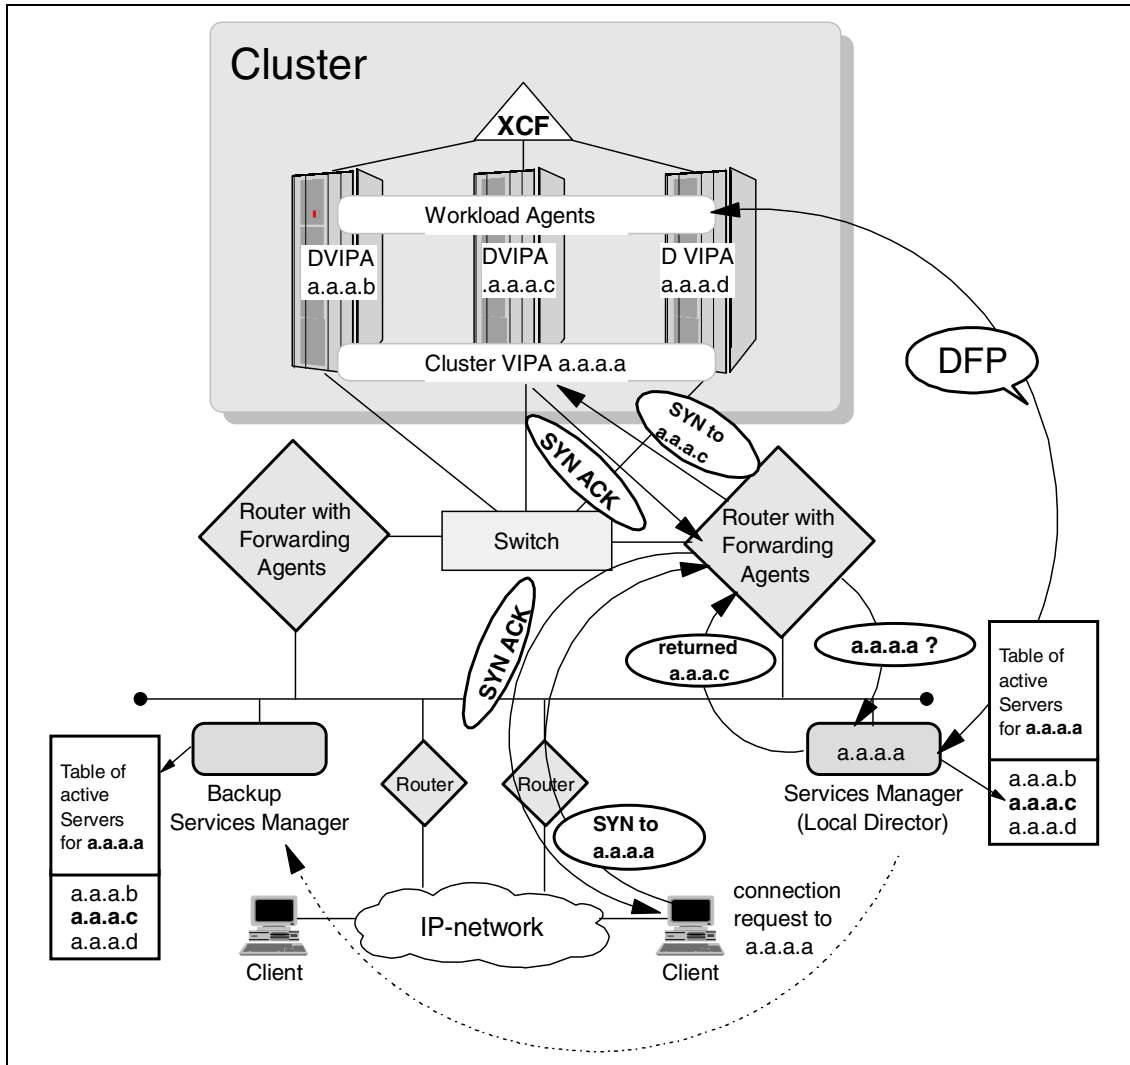 Cluster
XCF
Workload Agents
DVIPA
a.a.a.b
DVIPA
.a.a.a.c
D VIPA
a.a.a.d
Cluster VIPA a.a.a.a
DFP
SYN to
a.a.a.c
SYN ACK
Router with
Forwarding
Agents
Switch
Router with
Forwarding
Agents
SYN ACK
returned
a.a.a.c
a.a.a.a ?
Table of
active
Servers
for a.a.a.a
a.a.a.b
a.a.a.c
a.a.a.d
a.a.a.a
Services Manager
(Local Director)
Router
Router
Backup
Services Manager
Table of
active
Servers
for a.a.a.a
a.a.a.b
a.a.a.c
a.a.a.d
SYN to
a.a.a.a
connection
request to
a.a.a.a
IP-network
Client
Client